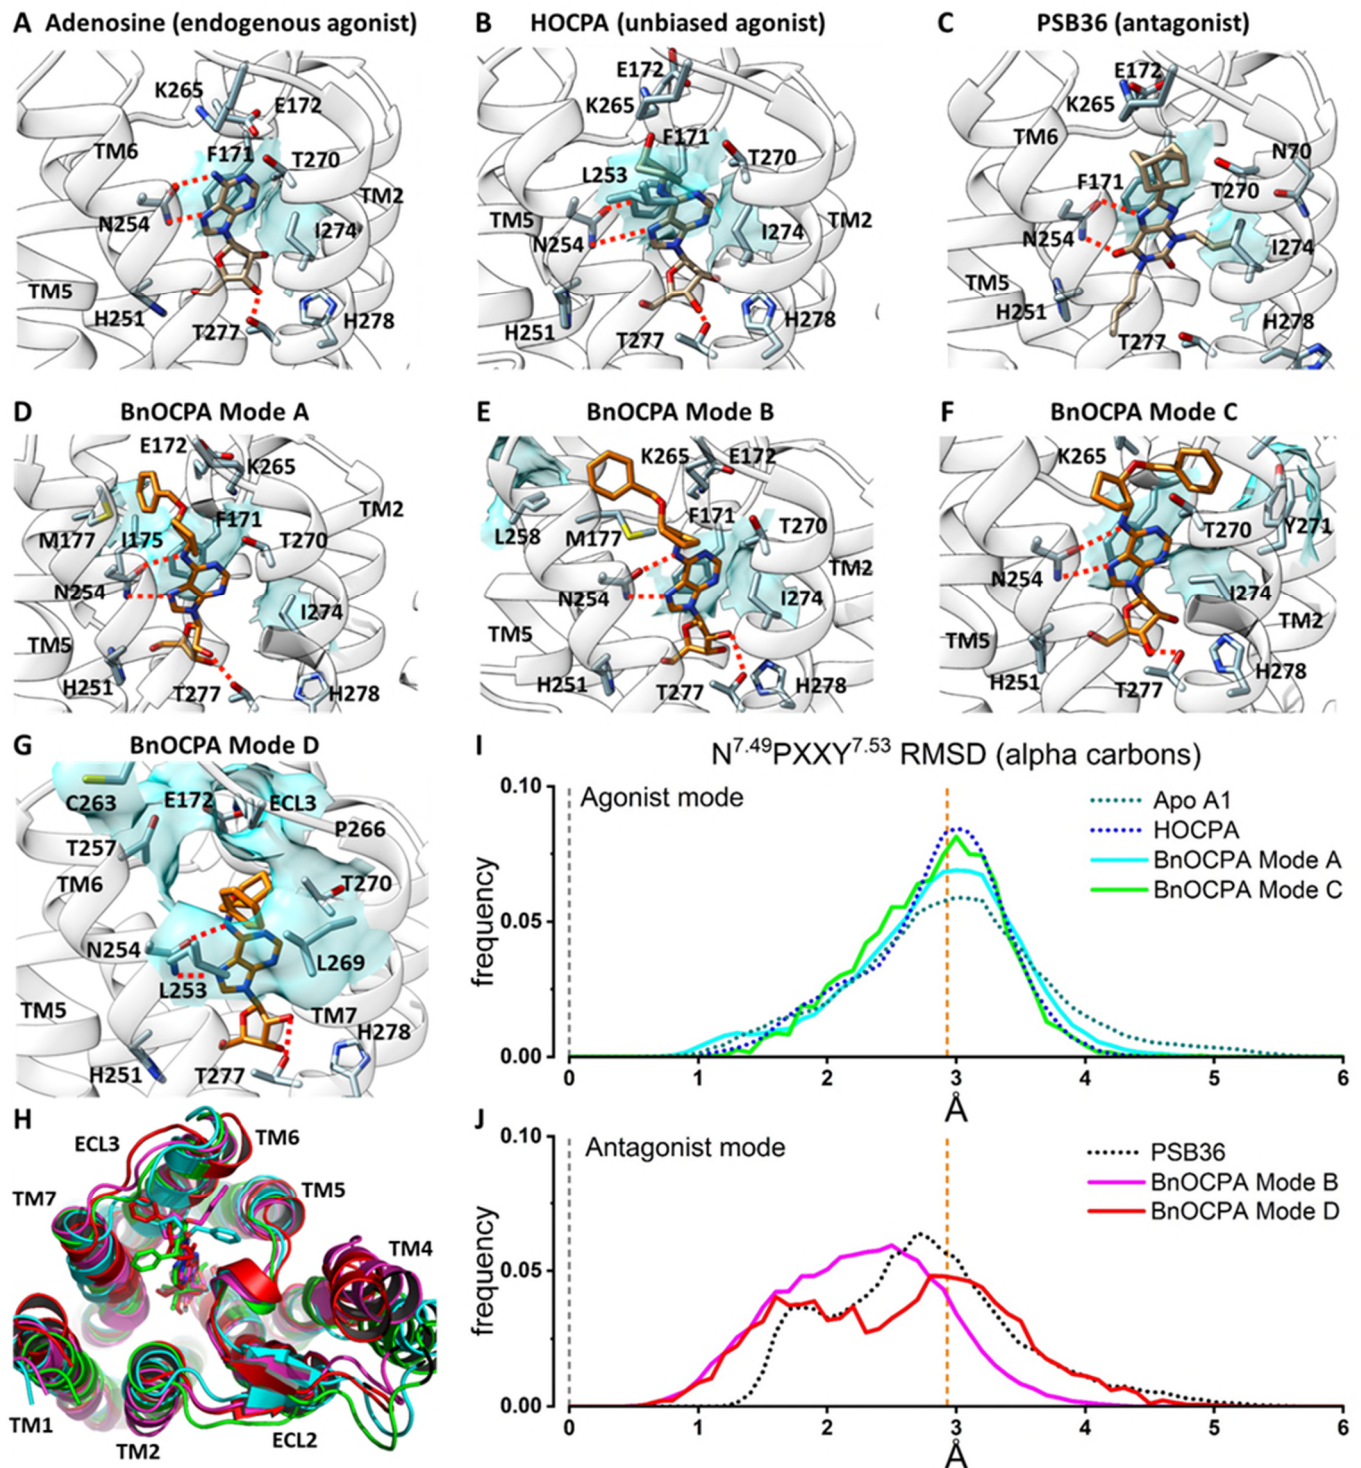 A Adenosine (endogenous agonist)
K265
E172
TM6
F171
T270
TM2
N254
I274
TM5
H251
T277
H278
B HOCPA (unbiased agonist)
E172
K265
F171
T270
L253
TM5
TM2
N254
I274
H251
T277
H278
C PSB36 (antagonist)
E172
K265
TM6
N70
F171
T270
N254
I274
TM5
H251
T277
H278
D BnOCPA Mode A
E172
K265
TM2
M177
I175
F171
T270
N254
I274
TM5
H251
T277
H278
E BnOCPA Mode B
K265
E172
L258
M177
F171
T270
TM2
N254
I274
TM5
H251
T277
H278
F BnOCPA Mode C
K265
T270
Y271
N254
I274
TM5
TM2
H251
T277
H278
G BnOCPA Mode D
C263
E172
ECL3
P266
T257
TM6
T270
N254
L269
L253
TM5
TM7
H278
H251
T277
H
ECL3
TM6
TM7
TM5
TM4
TM1
TM2
ECL2
I N7.49PXXY7.53 RMSD (alpha carbons)
0.10
Agonist mode
Apo A1
HOCPA
BnOCPA Mode A
BnOCPA Mode C
frequency
0.05
0.00
0 1 2 3 4 5 6
Å
J
0.10
Antagonist mode
PSB36
BnOCPA Mode B
BnOCPA Mode D
frequency
0.05
0.00
0 1 2 3 4 5 6
Å